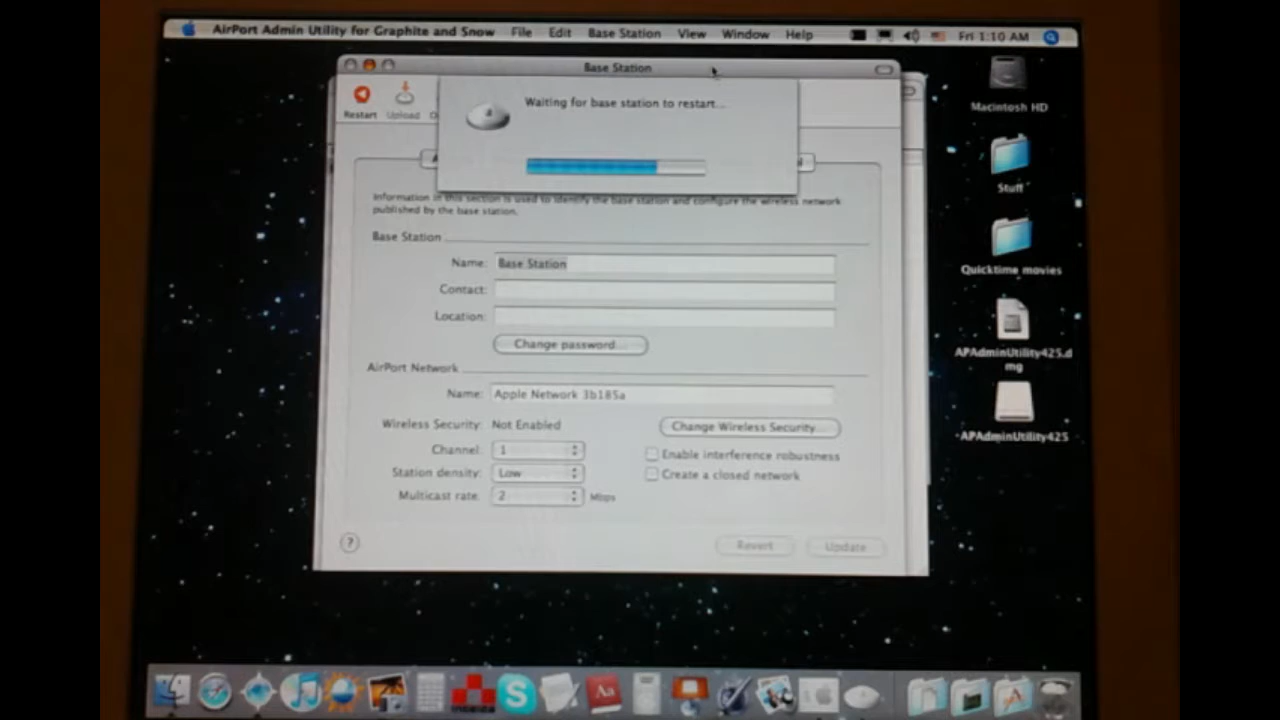 AirPort Admin Utility for Graphite and Snow File Edit Base Station View Window Help Fri 1:10 AM
Base Station
Waiting for base station to restart...
Restart Upload
Information in this section is used to identify the base station and configure the wireless network
published by the base station.
Base Station
Name: Base Station
Contact:
Location:
Change password...
AirPort Network
Name: Apple Network 3b185a
Wireless Security: Not Enabled
Change Wireless Security...
Channel: 1
Enable interference robustness
Station density: Low
Create a closed network
Multicast rate: 2 Mbps
?
Revert Update
Macintosh HD
Stuff
Quicktime movies
APAdminUtility425.d
mg
APAdminUtility425
Aa